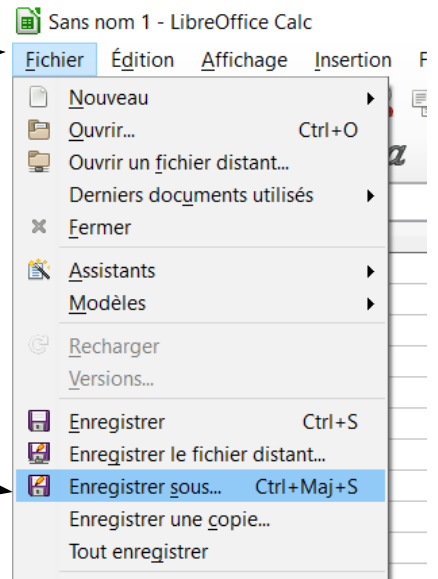 Sans nom 1 - LibreOffice Calc
Fichier Édition Affichage Insertion F
Nouveau
Ouvrir... Ctrl+O
Ouvrir un fichier distant...
Derniers documents utilisés
Fermer
Assistants
Modèles
Recharger
Versions...
Enregistrer Ctrl+S
Enregistrer le fichier distant...
Enregistrer sous... Ctrl+Maj+S
Enregistrer une copie...
Tout enregistrer